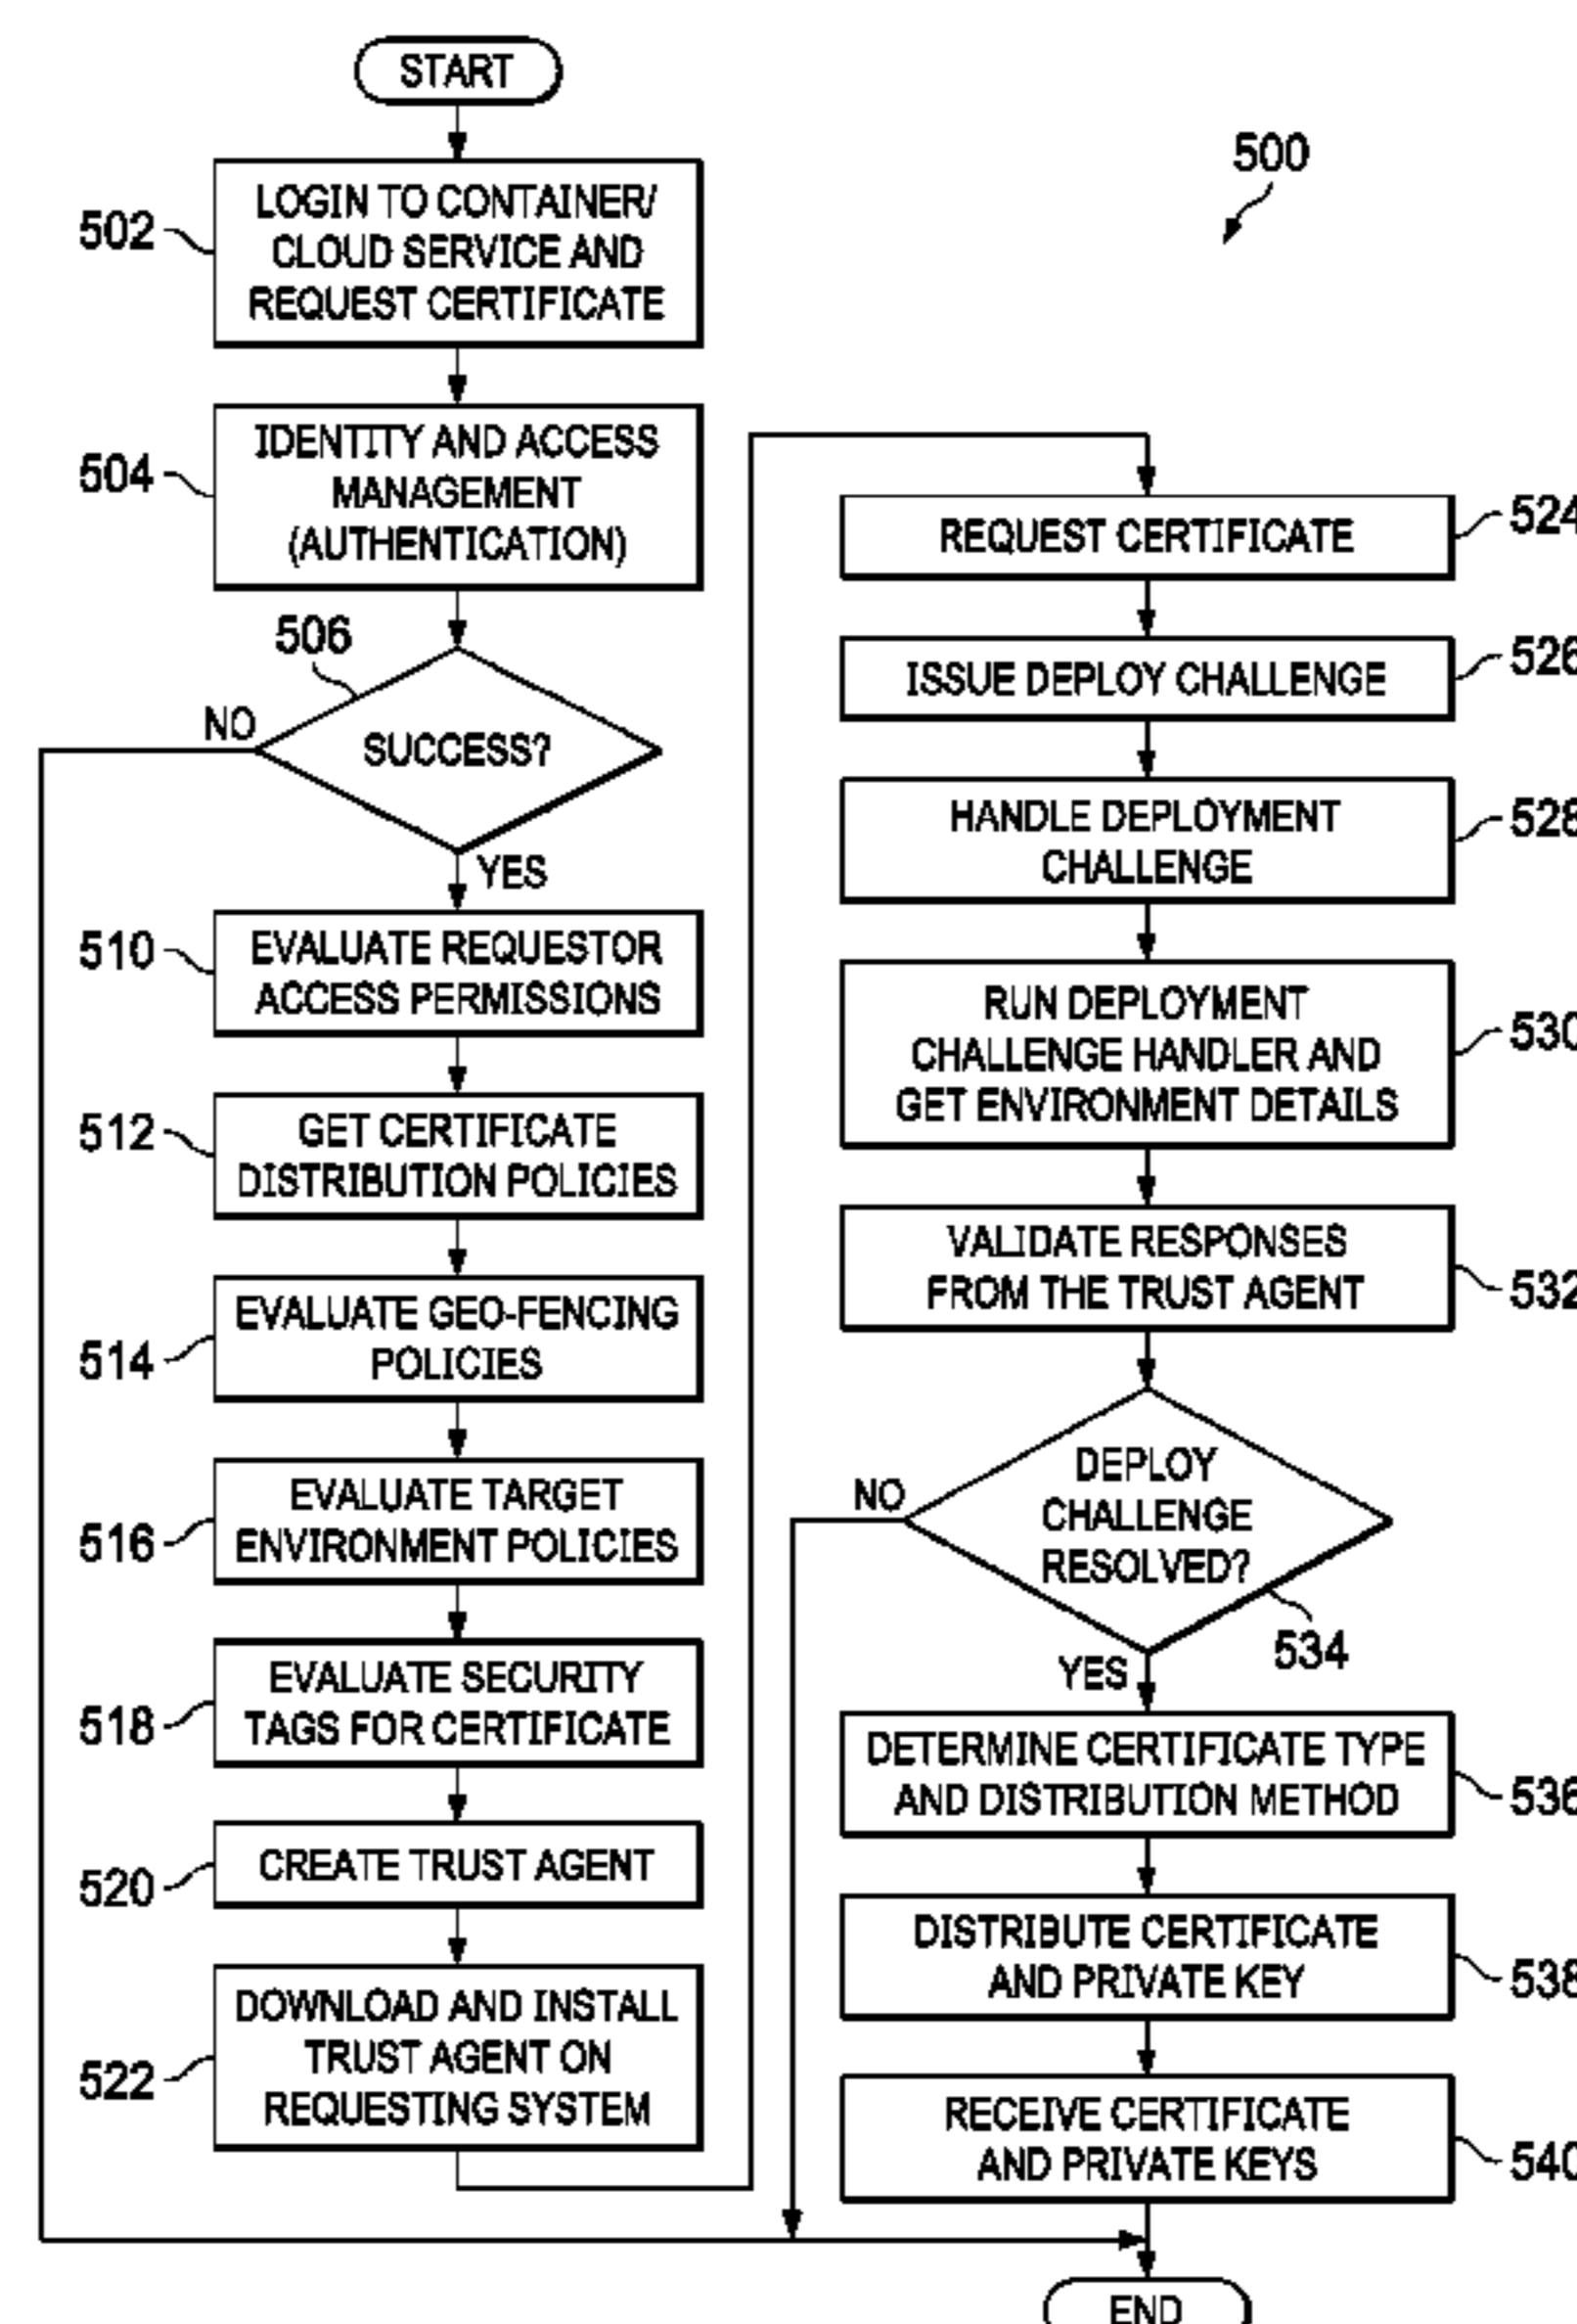 START
500
502
LOGIN TO CONTAINER/
CLOUD SERVICE AND
REQUEST CERTIFICATE
504
IDENTITY AND ACCESS
MANAGEMENT
(AUTHENTICATION)
506
SUCCESS?
NO
YES
510
EVALUATE REQUESTOR
ACCESS PERMISSIONS
512
GET CERTIFICATE
DISTRIBUTION POLICIES
514
EVALUATE GEO-FENCING
POLICIES
516
EVALUATE TARGET
ENVIRONMENT POLICIES
518
EVALUATE SECURITY
TAGS FOR CERTIFICATE
520
CREATE TRUST AGENT
522
DOWNLOAD AND INSTALL
TRUST AGENT ON
REQUESTING SYSTEM
REQUEST CERTIFICATE
524
ISSUE DEPLOY CHALLENGE
526
HANDLE DEPLOYMENT
CHALLENGE
528
RUN DEPLOYMENT
CHALLENGE HANDLER AND
GET ENVIRONMENT DETAILS
530
VALIDATE RESPONSES
FROM THE TRUST AGENT
532
DEPLOY
CHALLENGE
RESOLVED?
NO
534
YES
DETERMINE CERTIFICATE TYPE
AND DISTRIBUTION METHOD
536
DISTRIBUTE CERTIFICATE
AND PRIVATE KEY
538
RECEIVE CERTIFICATE
AND PRIVATE KEYS
540
END